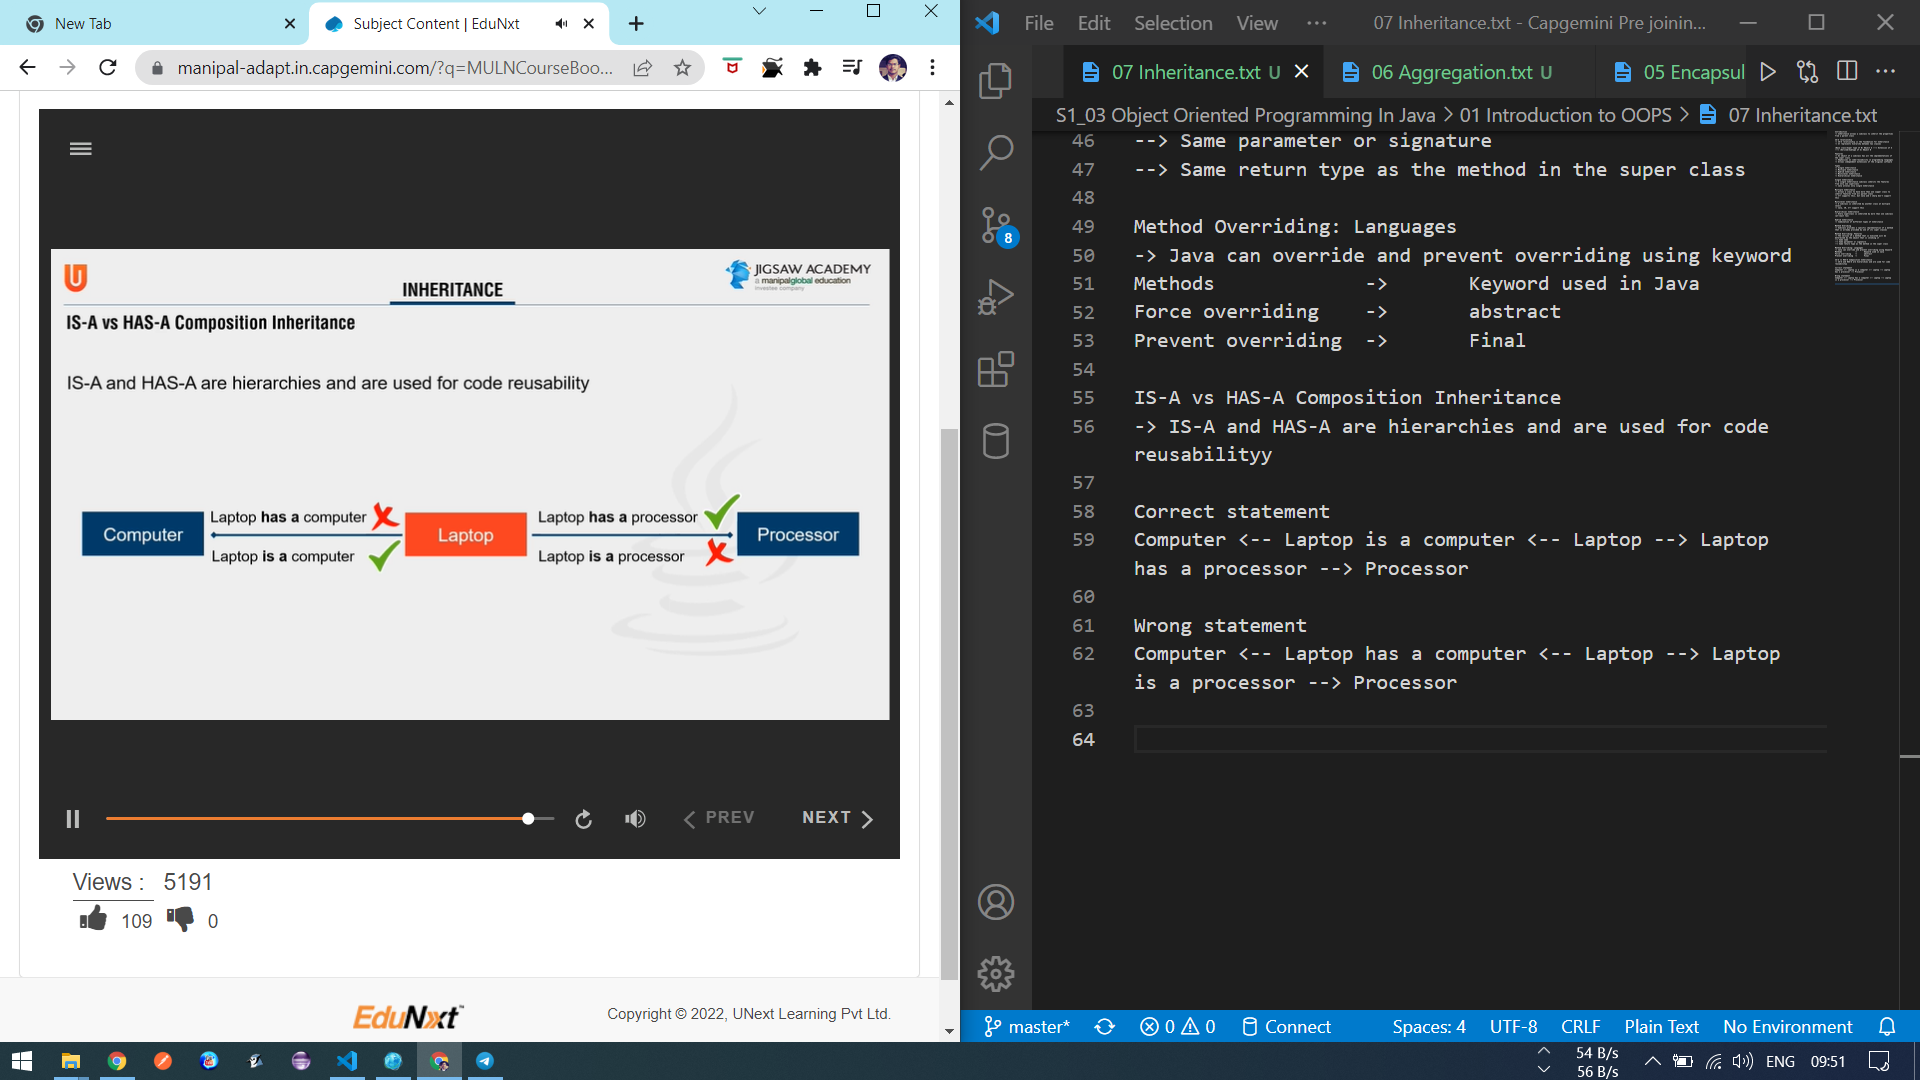 New Tab
Subject Content | EduNxt
manipal-adapt.in.capgemini.com/?q=MULNCourseBoo...
INHERITANCE
JIGSAW ACADEMY
a manipalglobal education
investee company
IS-A vs HAS-A Composition Inheritance
IS-A and HAS-A are hierarchies and are used for code reusability
Computer
Laptop has a computer
Laptop is a computer
Laptop
Laptop has a processor
Laptop is a processor
Processor
PREV
NEXT
Views : 5191
109 0
EduNxt™
Copyright © 2022, UNext Learning Pvt Ltd.
File Edit Selection View ··· 07 Inheritance.txt - Capgemini Pre joinin...
07 Inheritance.txt U 06 Aggregation.txt U 05 Encapsul
S1_03 Object Oriented Programming In Java > 01 Introduction to OOPS > 07 Inheritance.txt
46 --> Same parameter or signature
47 --> Same return type as the method in the super class
48
49 Method Overriding: Languages
50 -> Java can override and prevent overriding using keyword
51 Methods -> Keyword used in Java
52 Force overriding -> abstract
53 Prevent overriding -> Final
54
55 IS-A vs HAS-A Composition Inheritance
56 -> IS-A and HAS-A are hierarchies and are used for code
reusabilityy
57
58 Correct statement
59 Computer <-- Laptop is a computer <-- Laptop --> Laptop
has a processor --> Processor
60
61 Wrong statement
62 Computer <-- Laptop has a computer <-- Laptop --> Laptop
is a processor --> Processor
63
64
8
master* 0 0 Connect Spaces: 4 UTF-8 CRLF Plain Text No Environment
54 B/s
56 B/s
ENG 09:51